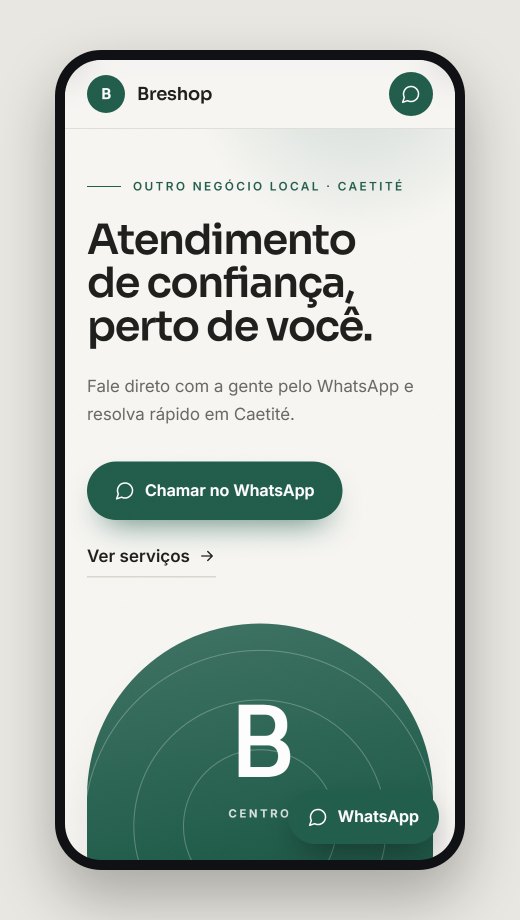 B Breshop
OUTRO NEGÓCIO LOCAL · CAETITÉ
Atendimento
de confiança,
perto de você.
Fale direto com a gente pelo WhatsApp e
resolva rápido em Caetité.
Chamar no WhatsApp
Ver serviços →
B
CENTRO
WhatsApp